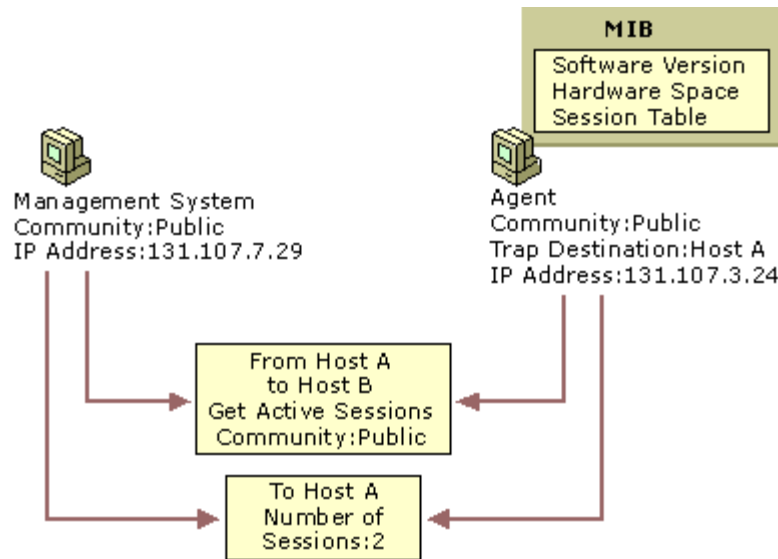 MIB
Software Version
Hardware Space
Session Table
Management System
Community:Public
IP Address:131.107.7.29
Agent
Community:Public
Trap Destination:Host A
IP Address:131.107.3.24
From Host A
to Host B
Get Active Sessions
Community:Public
To Host A
Number of
Sessions:2